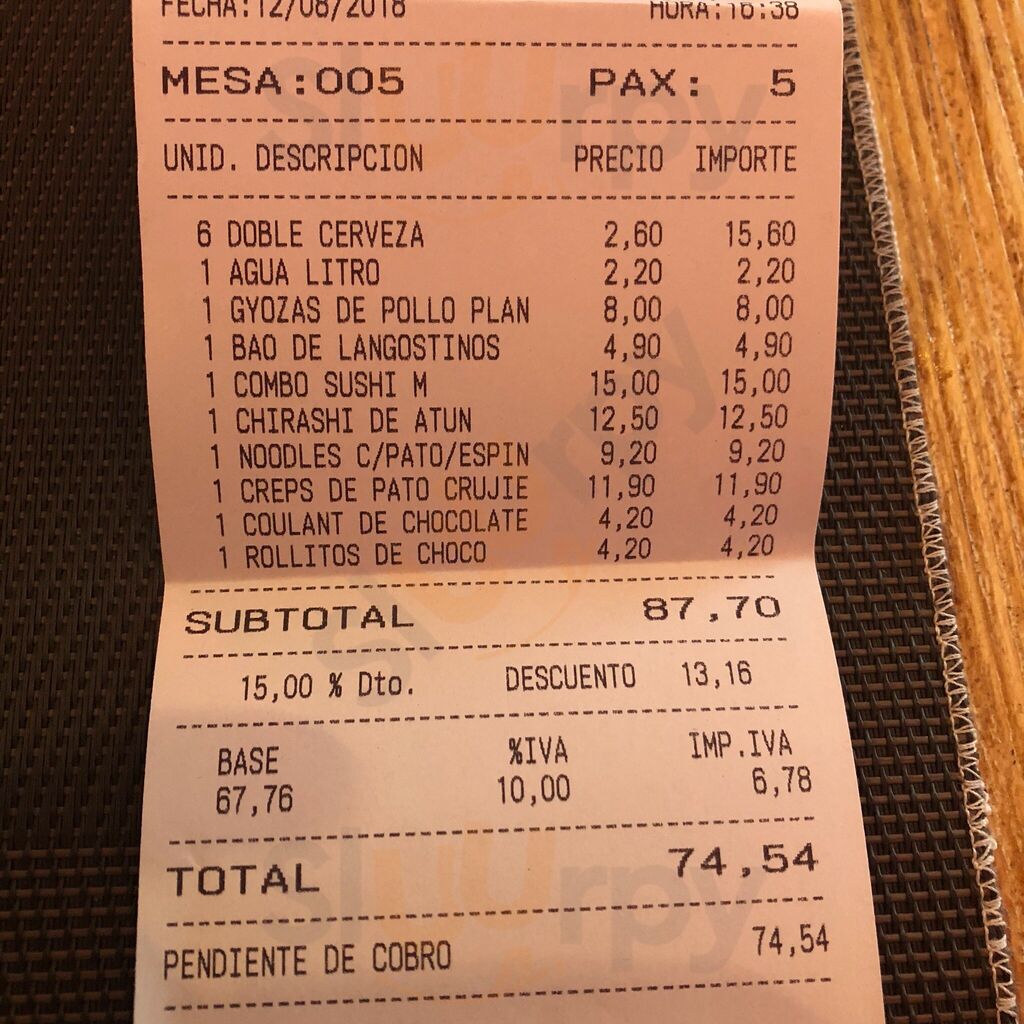 FECHA:12/08/2018 HORA:16:38
MESA:005 PAX: 5
UNID. DESCRIPCION PRECIO IMPORTE
6 DOBLE CERVEZA 2,60 15,60
1 AGUA LITRO 2,20 2,20
1 GYOZAS DE POLLO PLAN 8,00 8,00
1 BAO DE LANGOSTINOS 4,90 4,90
1 COMBO SUSHI M 15,00 15,00
1 CHIRASHI DE ATUN 12,50 12,50
1 NOODLES C/PATO/ESPIN 9,20 9,20
1 CREPS DE PATO CRUJIE 11,90 11,90
1 COULANT DE CHOCOLATE 4,20 4,20
1 ROLLITOS DE CHOCO 4,20 4,20
SUBTOTAL 87,70
15,00 % Dto. DESCUENTO 13,16
BASE %IVA IMP.IVA
67,76 10,00 6,78
TOTAL 74,54
PENDIENTE DE COBRO 74,54
sluurpy
sluurpy
sluurpy